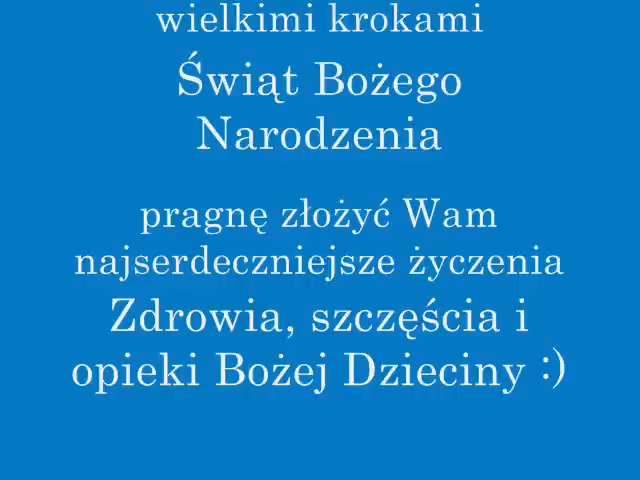 wielkimi krokami
Świąt Bożego
Narodzenia
pragnę złożyć Wam
najserdeczniejsze życzenia
Zdrowia, szczęścia i
opieki Bożej Dzieciny :)